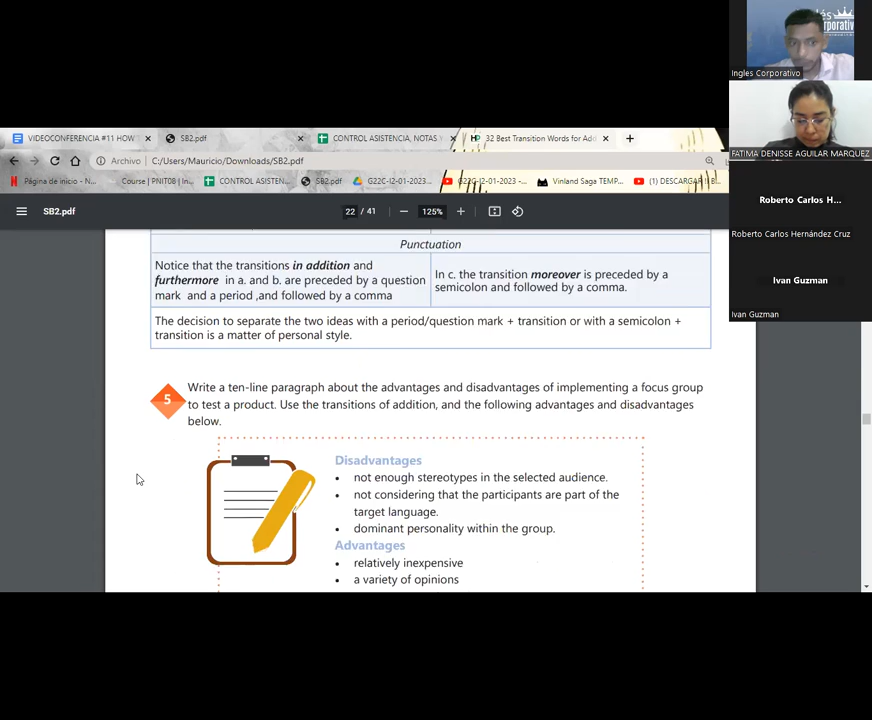 VIDEOCONFERENCIA #11 HOW
SB2.pdf
CONTROL ASISTENCIA, NOTAS Y
32 Best Transition Words for Add
Archivo
C:/Users/Mauricio/Downloads/SB2.pdf
Página de inicio - N...
Course | PNIT08 | In...
CONTROL ASISTEN...
SB2.pdf
G22C-I2-01-2023 -...
G22C-I2-01-2023 -...
Vinland Saga TEMP...
(1) DESCARGAR
SB2.pdf
22 / 41
125%
Punctuation
Notice that the transitions in addition and
furthermore in a. and b. are preceded by a question
mark and a period ,and followed by a comma
In c. the transition moreover is preceded by a
semicolon and followed by a comma.
The decision to separate the two ideas with a period/question mark + transition or with a semicolon +
transition is a matter of personal style.
5
Write a ten-line paragraph about the advantages and disadvantages of implementing a focus group
to test a product. Use the transitions of addition, and the following advantages and disadvantages
below.
Disadvantages
• not enough stereotypes in the selected audience.
• not considering that the participants are part of the
target language.
• dominant personality within the group.
Advantages
• relatively inexpensive
• a variety of opinions
Ingles Corporativo
FATIMA DENISSE AGUILAR MARQUEZ
Roberto Carlos H...
Roberto Carlos Hernández Cruz
Ivan Guzman
Ivan Guzman